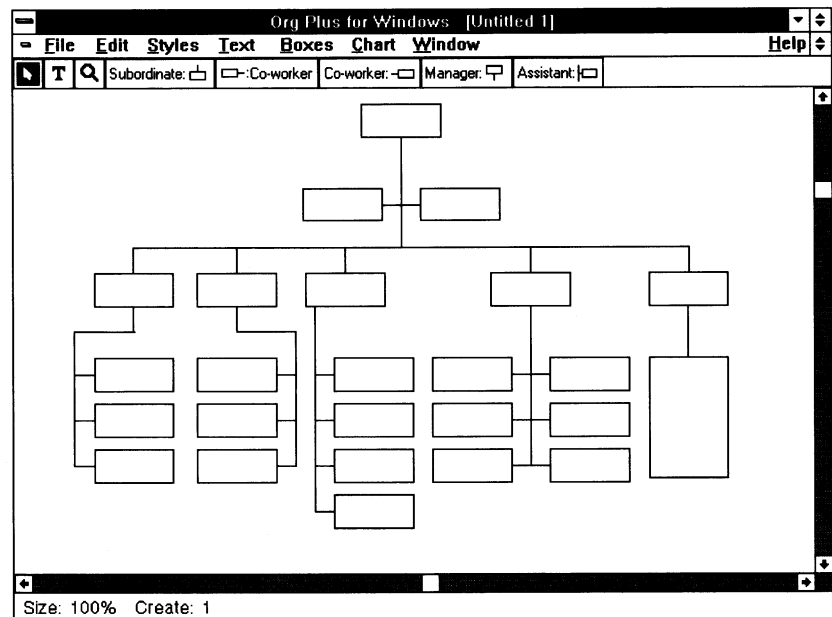 Org Plus for Windows [Untitled 1]
File Edit Styles Text Boxes Chart Window Help
T Subordinate: :Co-worker Co-worker: Manager: Assistant:
Size: 100% Create: 1